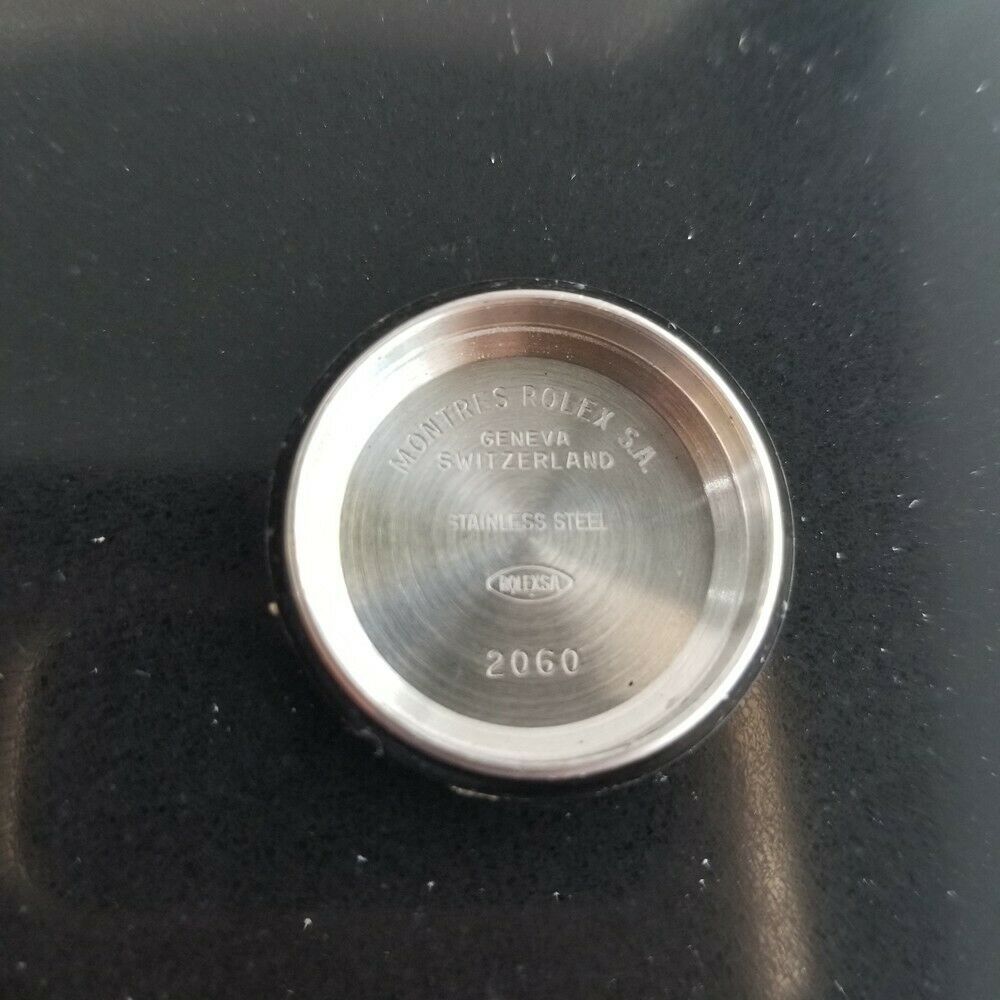 MONTRES ROLEX S.A.
GENEVA
SWITZERLAND
STAINLESS STEEL
ROLEXSA
2060